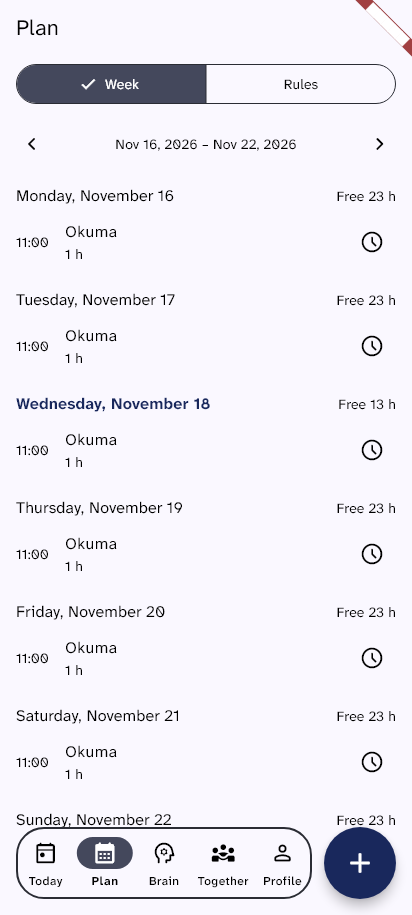 Plan
Week
Rules
Nov 16, 2026 – Nov 22, 2026
Monday, November 16
Free 23 h
11:00
Okuma
1 h
Tuesday, November 17
Free 23 h
11:00
Okuma
1 h
Wednesday, November 18
Free 13 h
11:00
Okuma
1 h
Thursday, November 19
Free 23 h
11:00
Okuma
1 h
Friday, November 20
Free 23 h
11:00
Okuma
1 h
Saturday, November 21
Free 23 h
11:00
Okuma
1 h
Sunday, November 22
Free 23 h
Today
Plan
Brain
Together
Profile